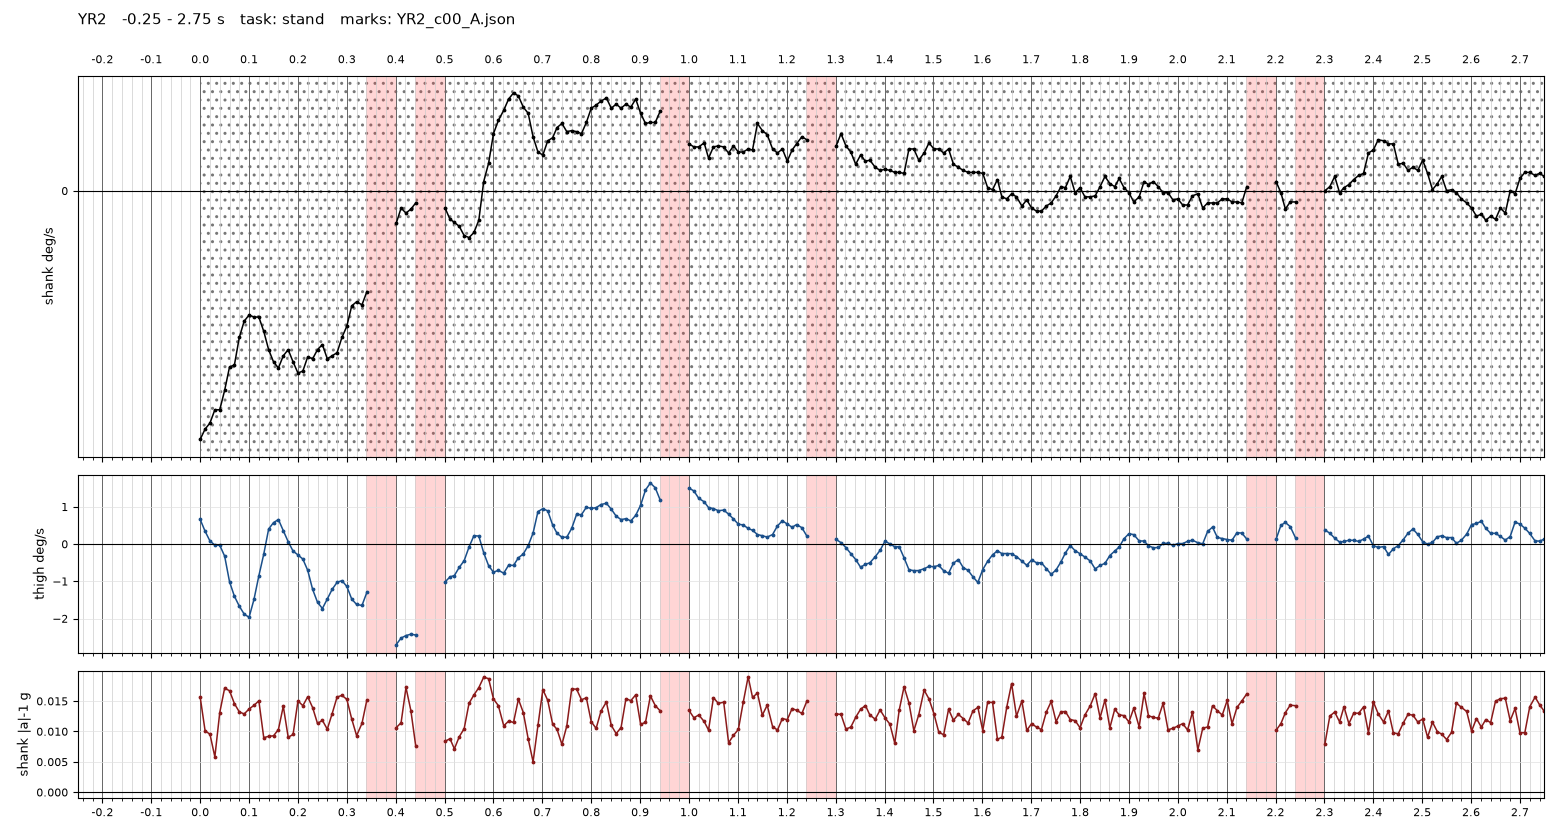 YR2 -0.25 - 2.75 s task: stand marks: YR2_c00_A.json
-0.2 -0.1 0.0 0.1 0.2 0.3 0.4 0.5 0.6 0.7 0.8 0.9 1.0 1.1 1.2 1.3 1.4 1.5 1.6 1.7 1.8 1.9 2.0 2.1 2.2 2.3 2.4 2.5 2.6 2.7
0
shank deg/s
1
0
−1
−2
thigh deg/s
0.015
0.010
0.005
0.000
shank |a|-1 g
-0.2 -0.1 0.0 0.1 0.2 0.3 0.4 0.5 0.6 0.7 0.8 0.9 1.0 1.1 1.2 1.3 1.4 1.5 1.6 1.7 1.8 1.9 2.0 2.1 2.2 2.3 2.4 2.5 2.6 2.7